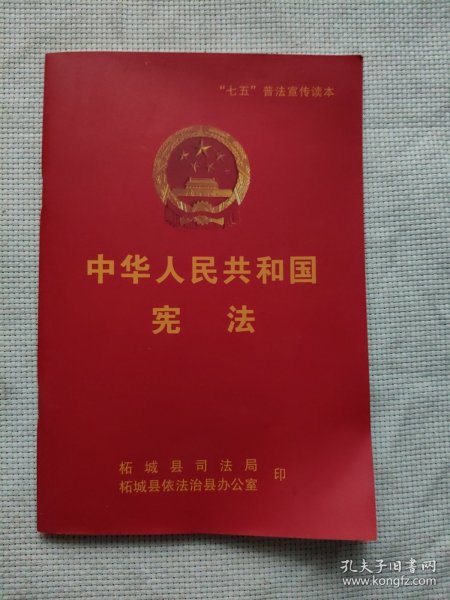 “七五”普法宣传读本
中华人民共和国
宪 法
柘城县司法局
柘城县依法治县办公室
印
孔夫子旧书网
www.kongfz.com